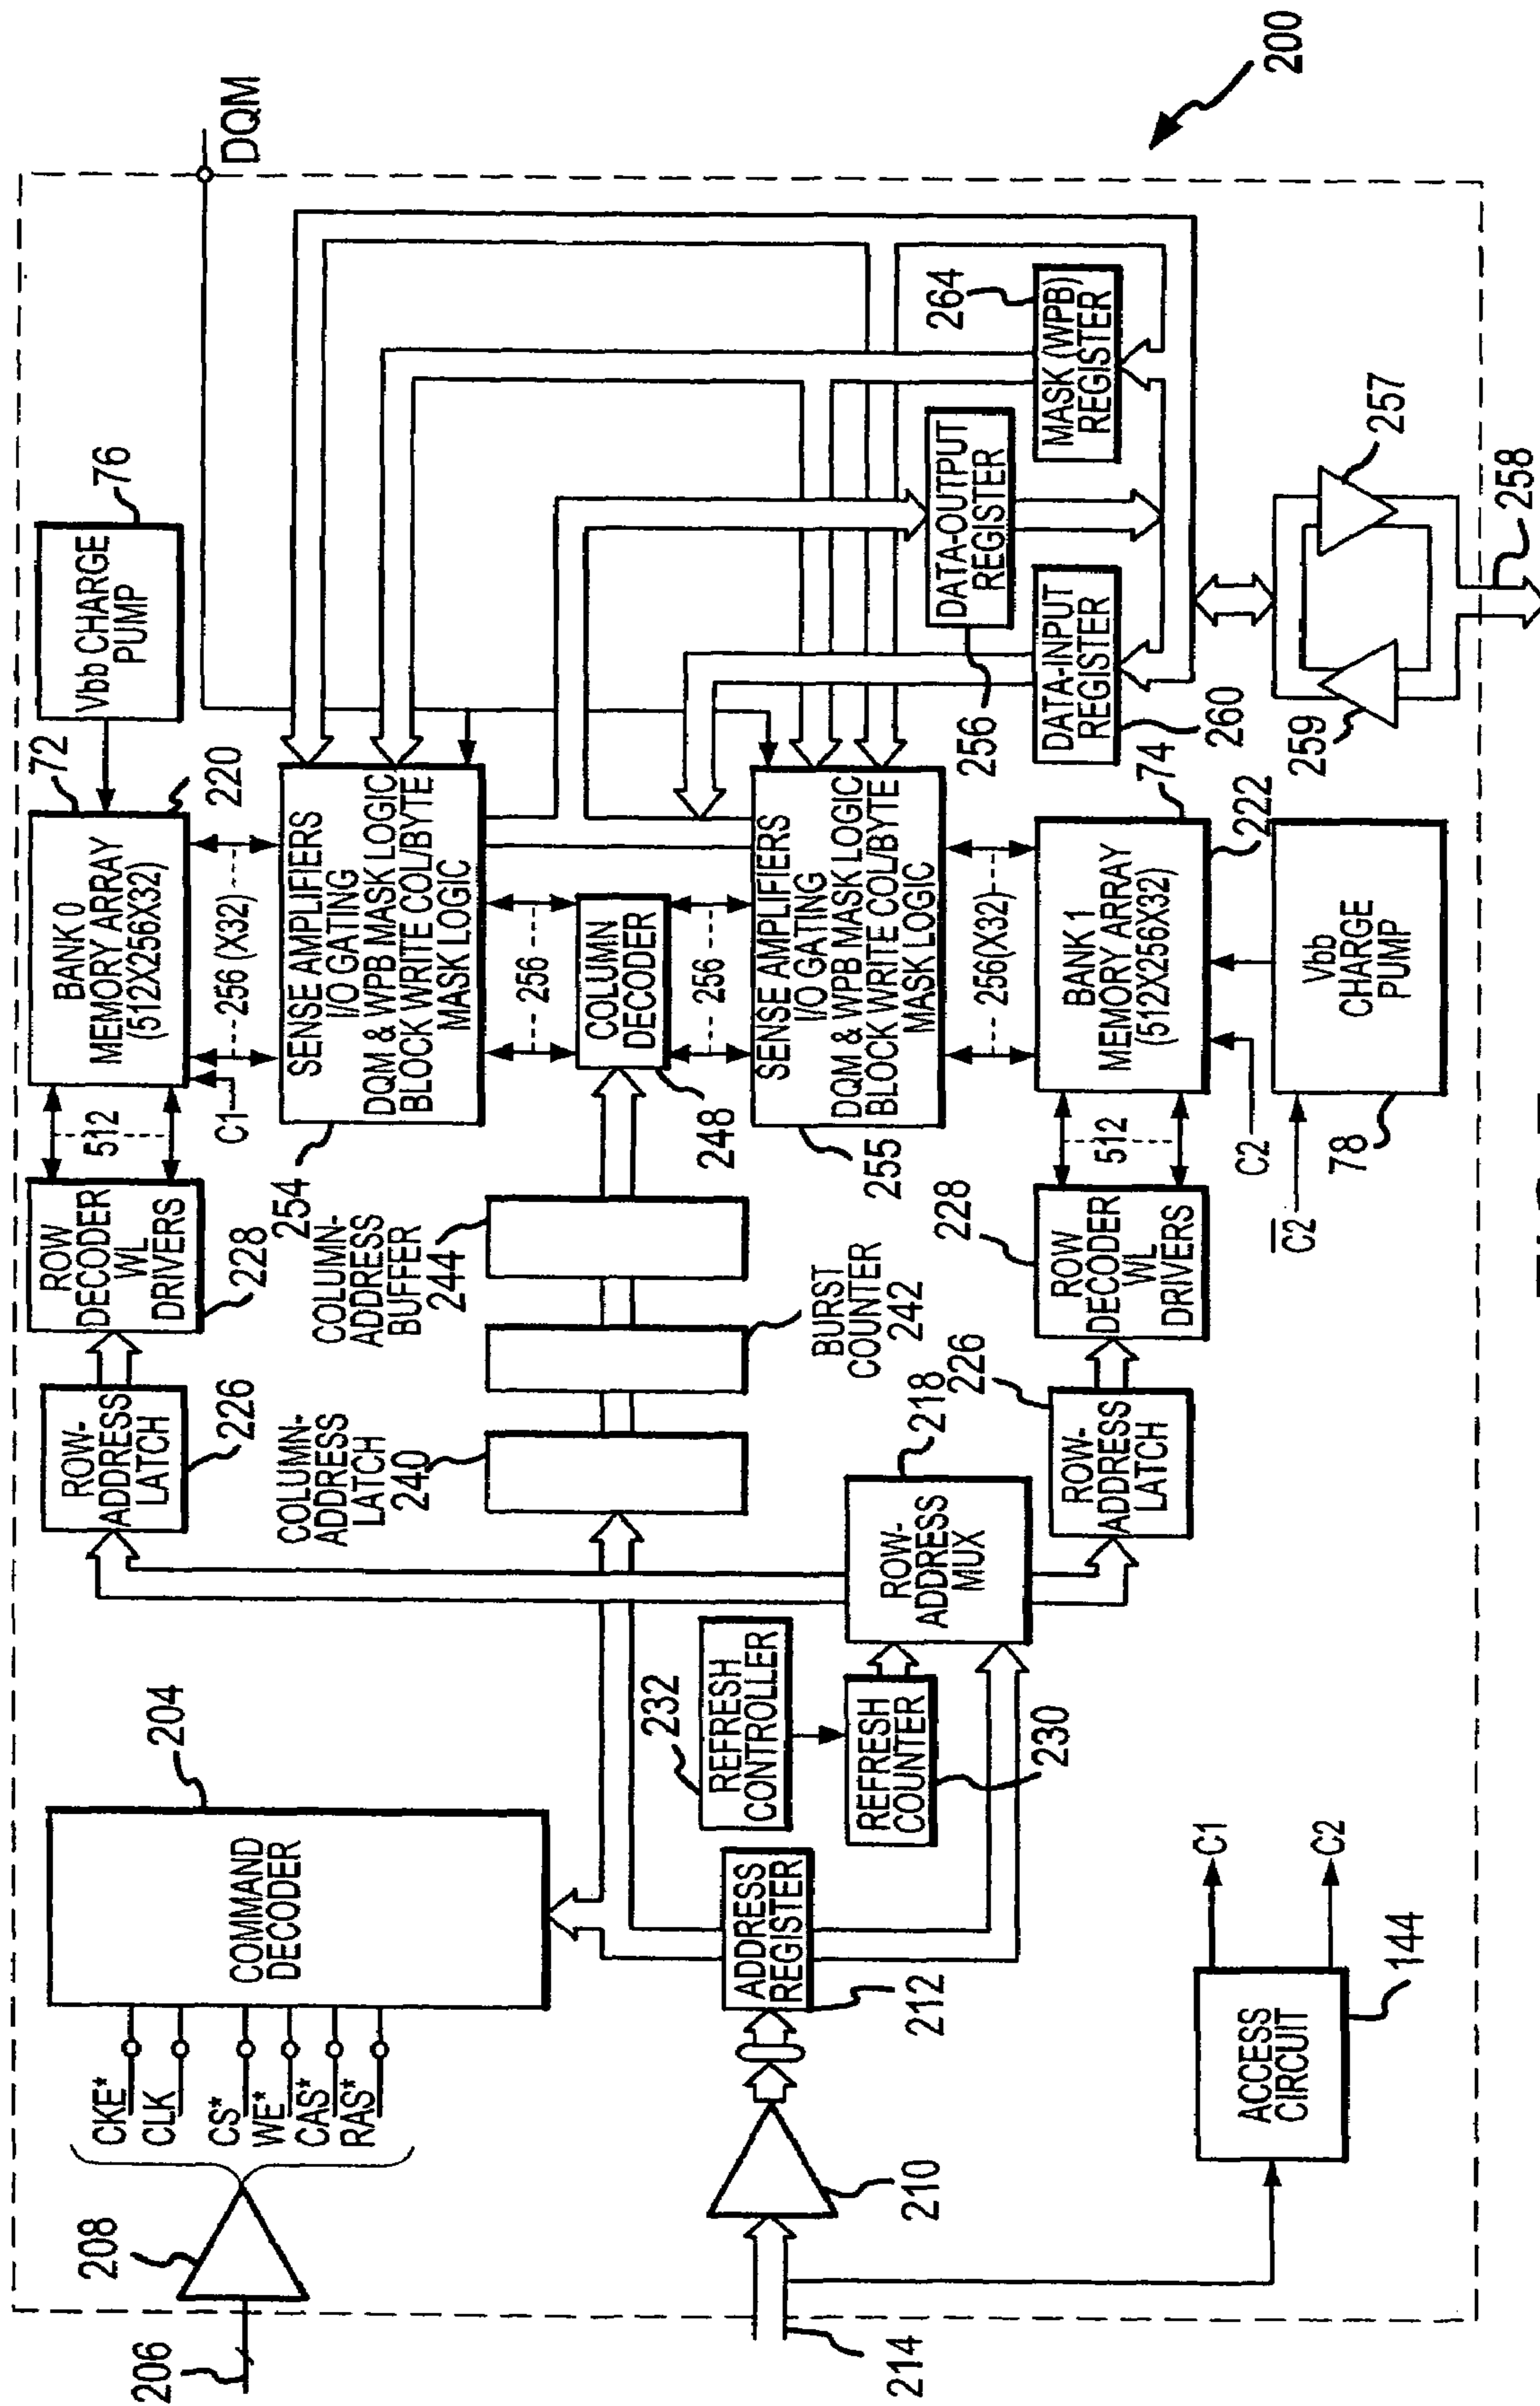 206
208
CKE*
CLK
CS*
WE*
CAS*
RAS*
COMMAND
DECODER
204
214
210
212
ADDRESS
REGISTER
ACCESS
CIRCUIT
144
C1
C2
REFRESH
CONTROLLER
232
REFRESH
COUNTER
230
ROW-
ADDRESS
MUX
218
ROW-
ADDRESS
LATCH
226
ROW-
ADDRESS
LATCH
226
ROW
DECODER
WL
DRIVERS
228
ROW
DECODER
WL
DRIVERS
228
COLUMN-
ADDRESS
LATCH
240
BURST
COUNTER
242
COLUMN-
ADDRESS
BUFFER
244
512
512
C1
C2
C2
BANK 0
MEMORY ARRAY
(512X256X32)
72
220
Vbb CHARGE
PUMP
76
256 (X32)
SENSE AMPLIFIERS
I/O GATING
DQM & WPB MASK LOGIC
BLOCK WRITE COL/BYTE
MASK LOGIC
254
256
COLUMN
DECODER
248
256
SENSE AMPLIFIERS
I/O GATING
DQM & WPB MASK LOGIC
BLOCK WRITE COL/BYTE
MASK LOGIC
255
256(X32)
BANK 1
MEMORY ARRAY
(512X256X32)
74
222
Vbb
CHARGE
PUMP
78
DATA-INPUT
REGISTER
260
DATA-OUTPUT
REGISTER
256
MASK (WPB)
REGISTER
264
259
257
258
DQM
200